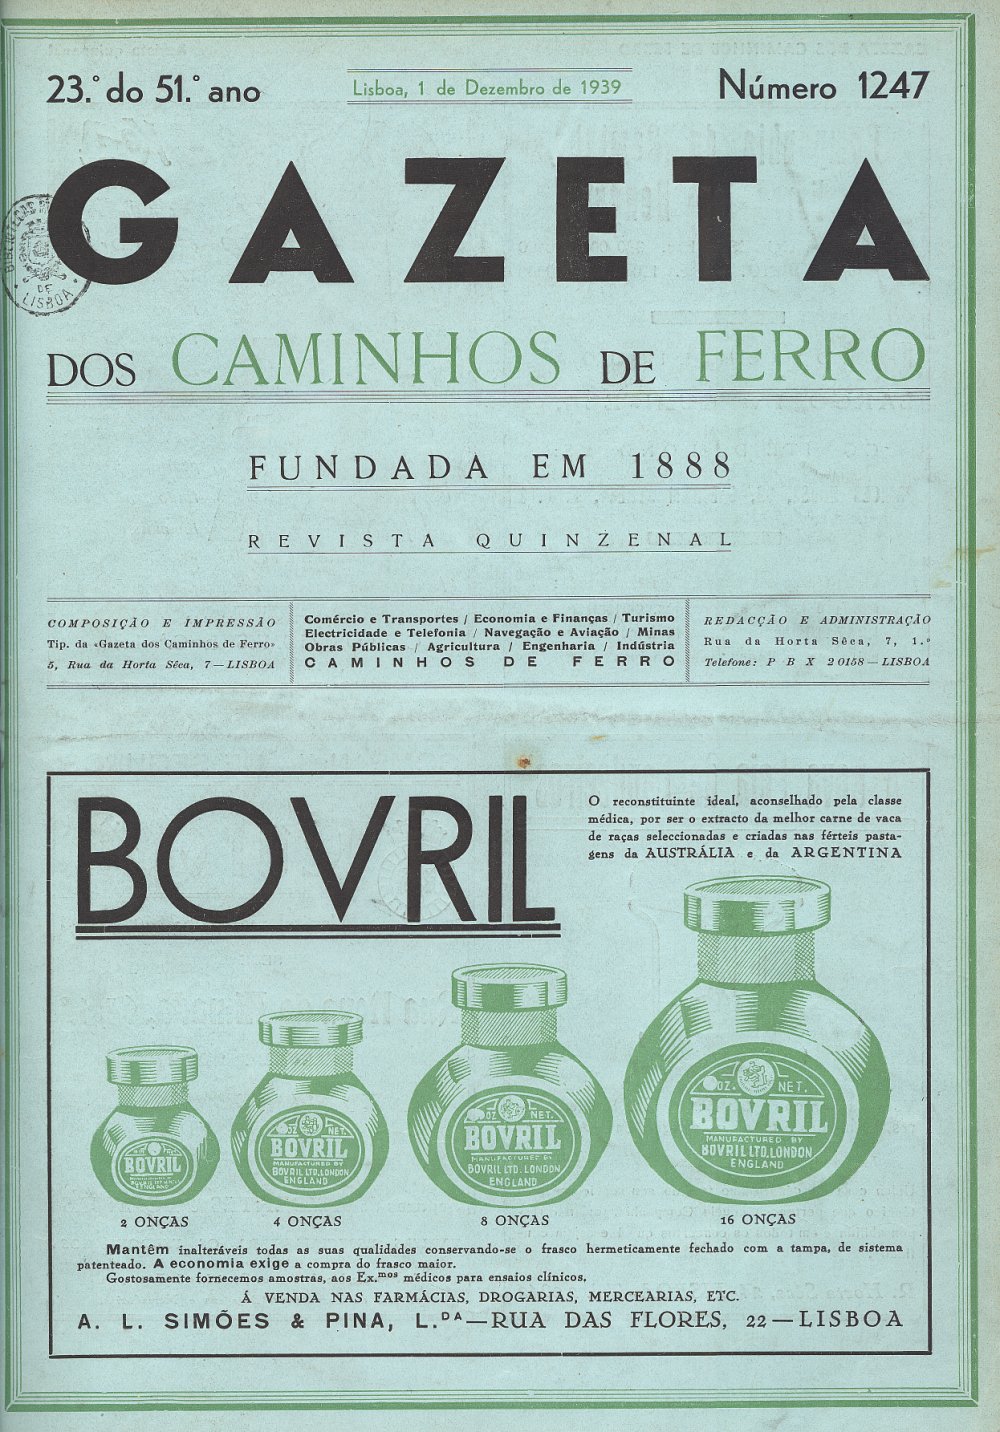 23.º do 51.º ano
Lisboa, 1 de Dezembro de 1939
Número 1247
GAZETA
BIBLIOTECAS
DE
LISBOA
DOS CAMINHOS DE FERRO
FUNDADA EM 1888
REVISTA QUINZENAL
COMPOSIÇÃO E IMPRESSÃO
Tip. da «Gazeta dos Caminhos de Ferro»
5, Rua da Horta Sêca, 7 — LISBOA
Comércio e Transportes / Economia e Finanças / Turismo
Electricidade e Telefonia / Navegação e Aviação / Minas
Obras Públicas / Agricultura / Engenharia / Indústria
CAMINHOS DE FERRO
REDACÇÃO E ADMINISTRAÇÃO
Rua da Horta Sêca, 7, 1.º
Telefone: P B X 20158 — LISBOA
BOVRIL
O reconstituinte ideal, aconselhado pela classe
médica, por ser o extracto da melhor carne de vaca
de raças seleccionadas e criadas nas férteis pasta-
gens da AUSTRÁLIA e da ARGENTINA
BOVRIL
2 ONÇAS
NET.
BOVRIL
MANUFACTURED BY
BOVRIL LTD. LONDON
ENGLAND
4 ONÇAS
OZ. NET.
BOVRIL
MANUFACTURED BY
BOVRIL LTD. LONDON
ENGLAND
8 ONÇAS
OZ. NET.
BOVRIL
MANUFACTURED BY
BOVRIL LTD. LONDON
ENGLAND
16 ONÇAS
Mantêm inalteráveis todas as suas qualidades conservando-se o frasco hermeticamente fechado com a tampa, de sistema
patenteado. A economia exige a compra do frasco maior.
Gostosamente fornecemos amostras, aos Ex.mos médicos para ensaios clínicos.
Á VENDA NAS FARMÁCIAS, DROGARIAS, MERCEARIAS, ETC.
A. L. SIMÕES & PINA, L.DA — RUA DAS FLORES, 22 — LISBOA